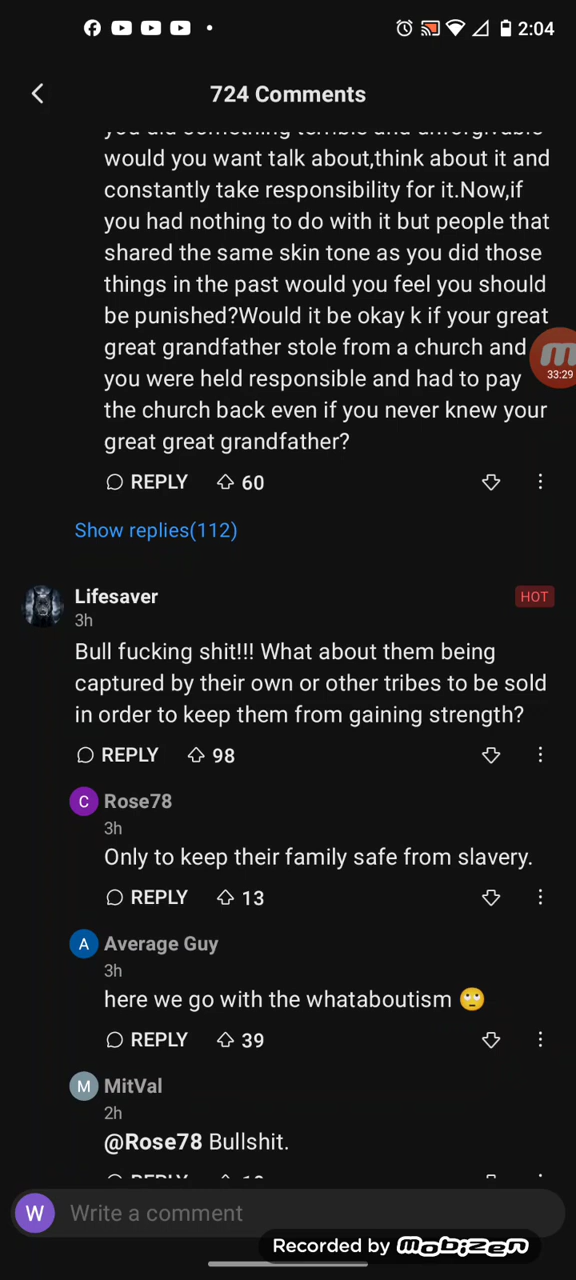 2:04
724 Comments
you did something terrible and unforgivable
would you want talk about,think about it and
constantly take responsibility for it.Now,if
you had nothing to do with it but people that
shared the same skin tone as you did those
things in the past would you feel you should
be punished?Would it be okay k if your great
great grandfather stole from a church and
33:29
you were held responsible and had to pay
the church back even if you never knew your
great great grandfather?
REPLY 60
Show replies(112)
Lifesaver HOT
3h
Bull fucking shit!!! What about them being
captured by their own or other tribes to be sold
in order to keep them from gaining strength?
REPLY 98
C Rose78
3h
Only to keep their family safe from slavery.
REPLY 13
A Average Guy
3h
here we go with the whataboutism 🙄
REPLY 39
M MitVal
2h
@Rose78 Bullshit.
REPLY
W Write a comment
Recorded by mobizen